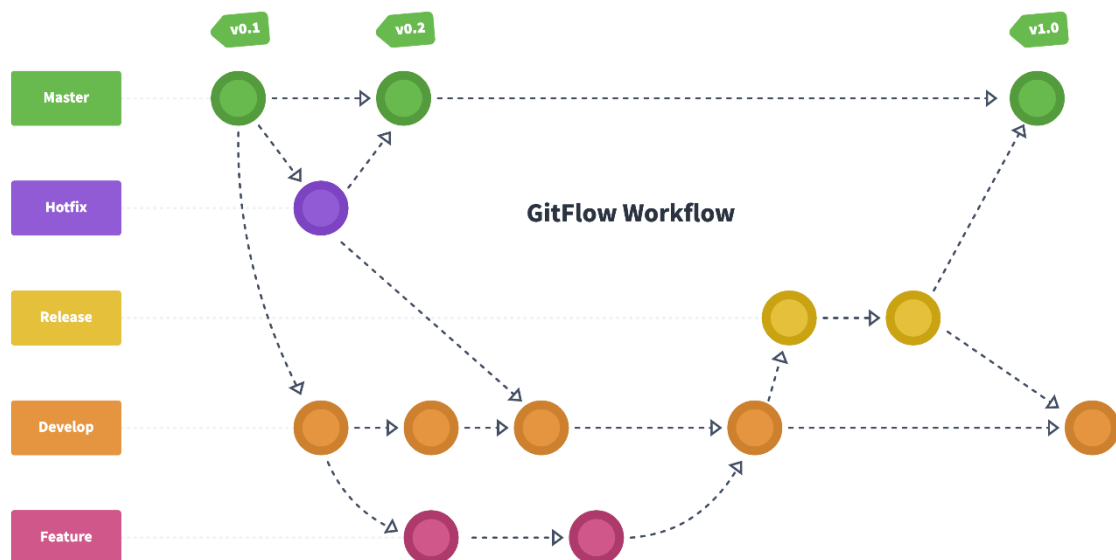 v0.1
v0.2
v1.0
Master
Hotfix
GitFlow Workflow
Release
Develop
Feature